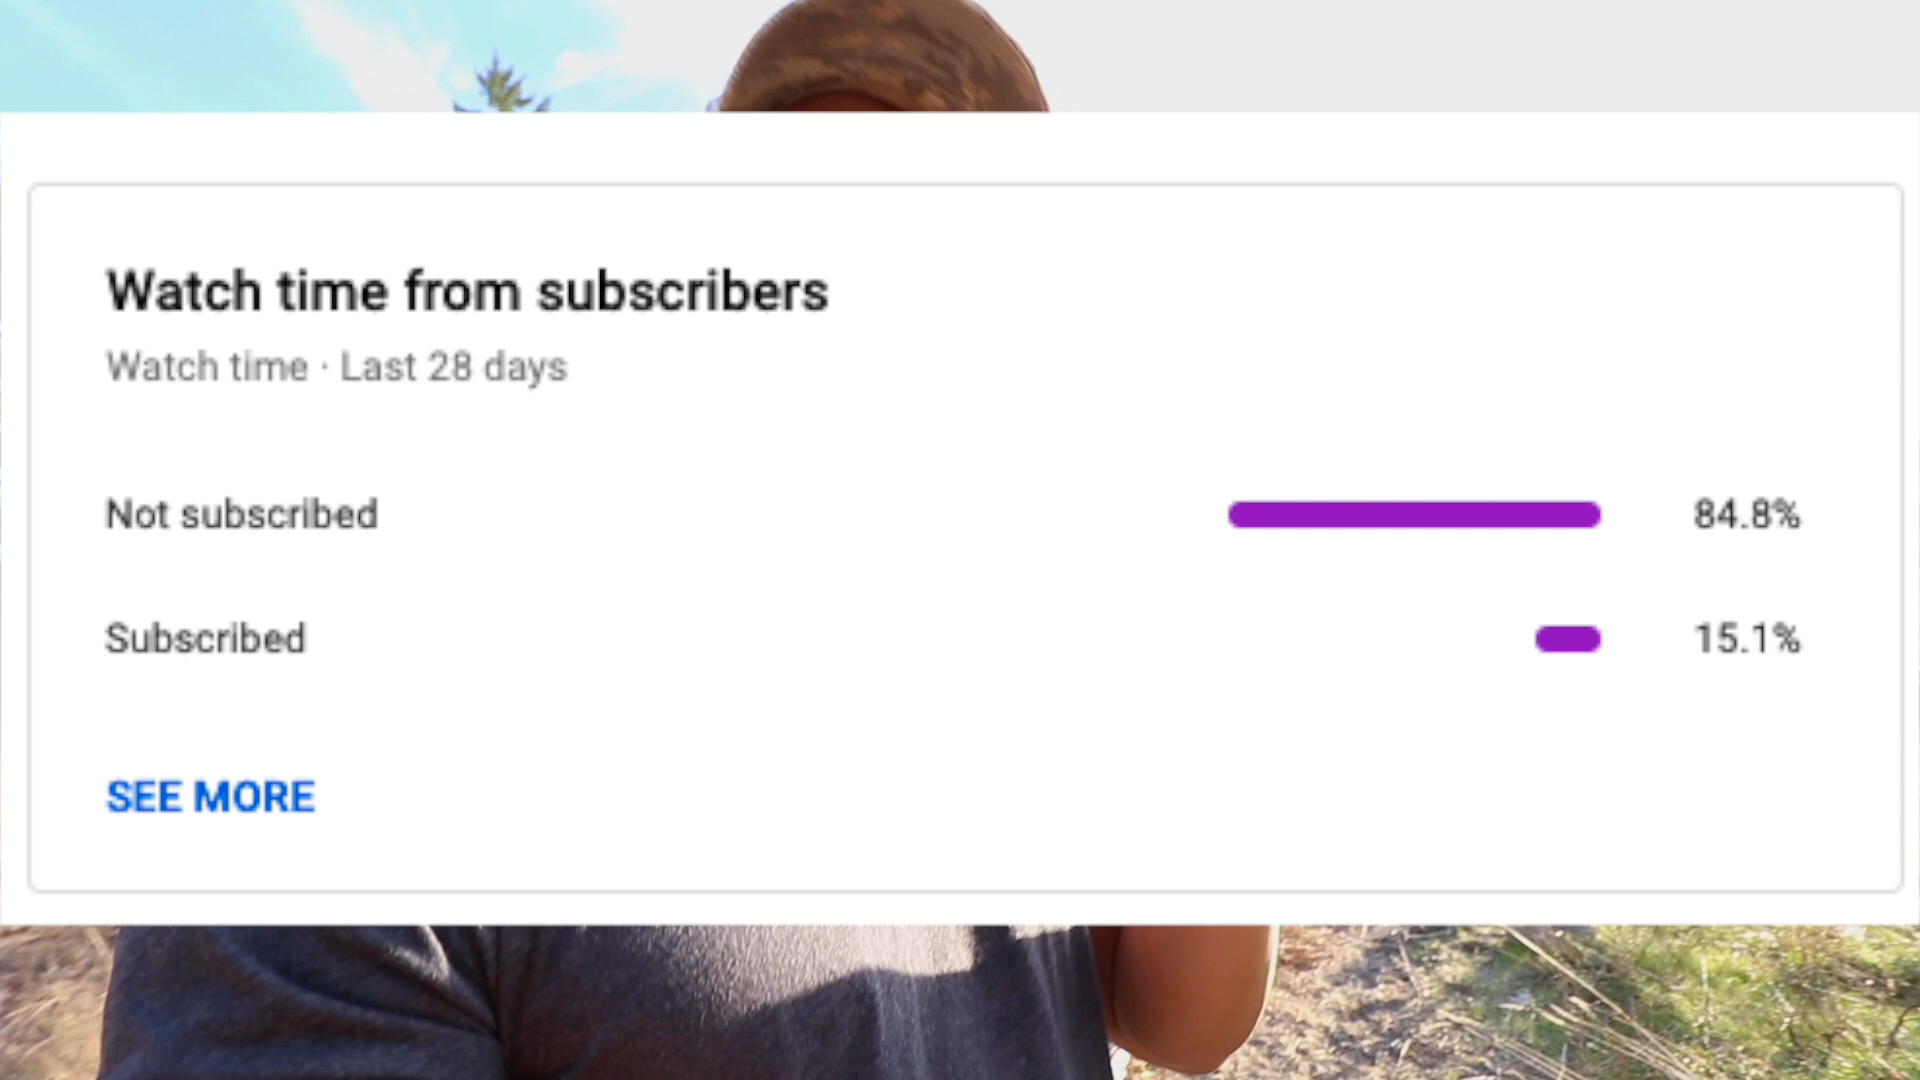 Watch time from subscribers
Watch time · Last 28 days
Not subscribed 84.8%
Subscribed 15.1%
SEE MORE